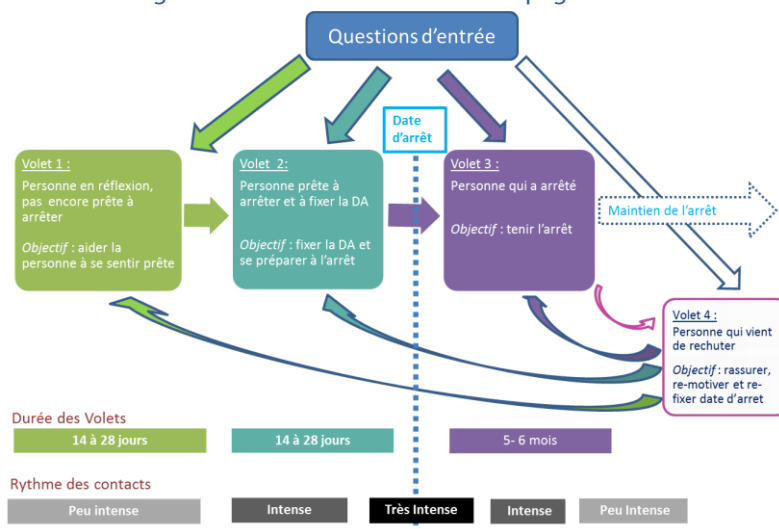 Questions d'entrée
Date
d'arrêt
Volet 1 :
Personne en réflexion,
pas encore prête à
arrêter
Objectif : aider la
personne à se sentir prête
Volet 2:
Personne prête à
arrêter et à fixer la DA
Objectif : fixer la DA et
se préparer à l'arrêt
Volet 3 :
Personne qui a arrêté
Objectif : tenir l'arrêt
Maintien de l'arrêt
Volet 4 :
Personne qui vient
de rechuter
Objectif : rassurer,
re-motiver et re-
fixer date d'arret
Durée des Volets
14 à 28 jours
14 à 28 jours
5- 6 mois
Rythme des contacts
Peu intense
Intense
Très Intense
Intense
Peu Intense